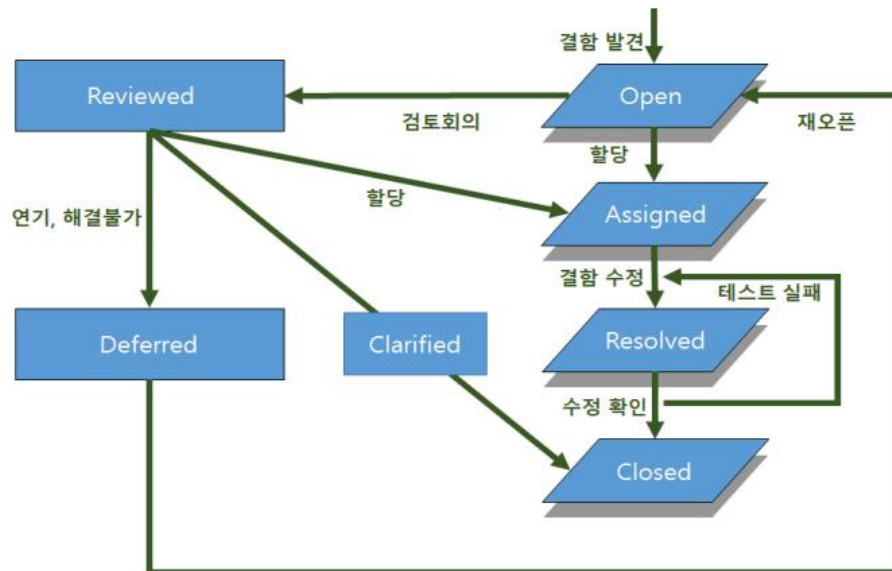 결함 발견
Reviewed
Open
검토회의
재오픈
할당
할당
Assigned
연기, 해결불가
결함 수정
테스트 실패
Deferred
Clarified
Resolved
수정 확인
Closed